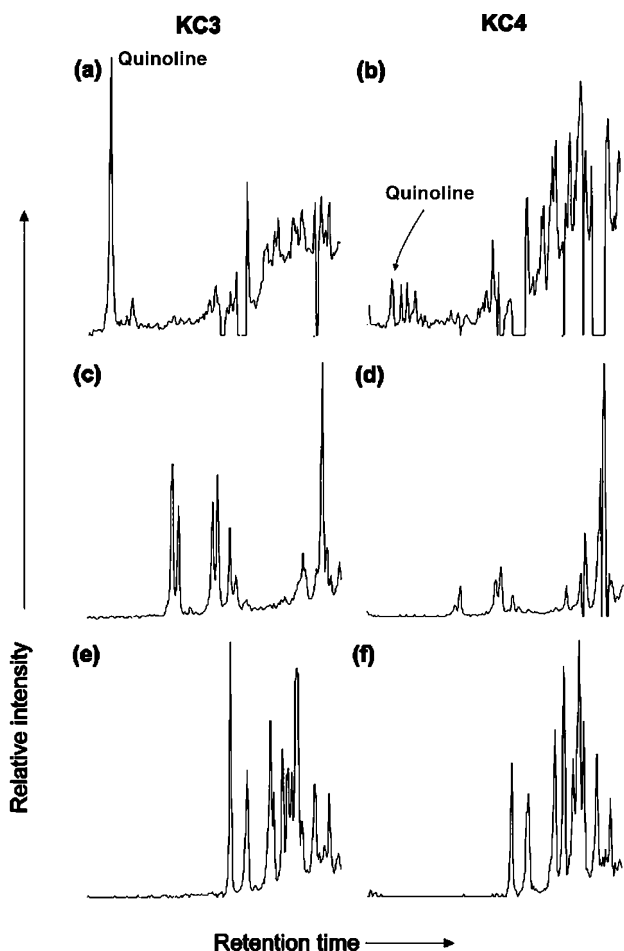 KC3
KC4
(a)
Quinoline
(b)
Quinoline
(c)
(d)
(e)
(f)
Relative intensity
Retention time